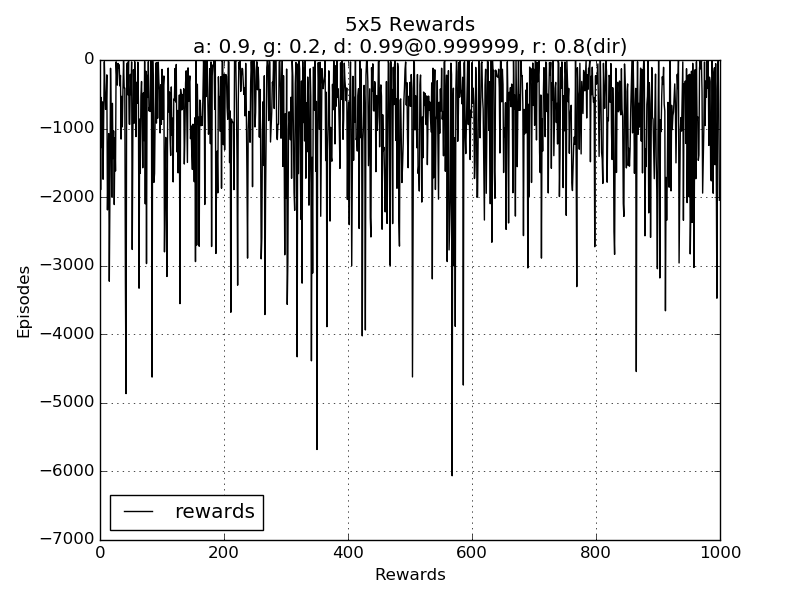 5x5 Rewards
a: 0.9, g: 0.2, d: 0.99@0.999999, r: 0.8(dir)
0
−1000
−2000
−3000
−4000
−5000
−6000
−7000
Episodes
rewards
0 200 400 600 800 1000
Rewards